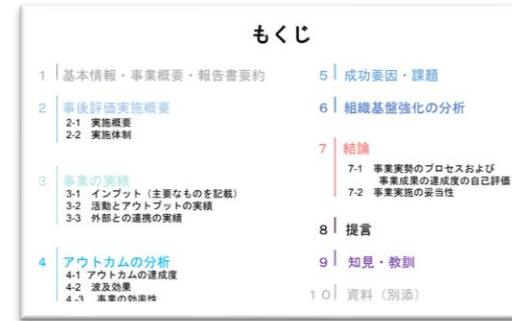 もくじ
1 基本情報・事業概要・報告書要約
2 事後評価実施概要
2-1 実施概要
2-2 実施体制
3 事業の実績
3-1 インプット（主要なものを記載）
3-2 活動とアウトプットの実績
3-3 外部との連携の実績
4 アウトカムの分析
4-1 アウトカムの達成度
4-2 波及効果
4-3 事業の効率性
5 成功要因・課題
6 組織基盤強化の分析
7 結論
7-1 事業実勢のプロセスおよび
事業成果の達成度の自己評価
7-2 事業実施の妥当性
8 提言
9 知見・教訓
10 資料（別添）